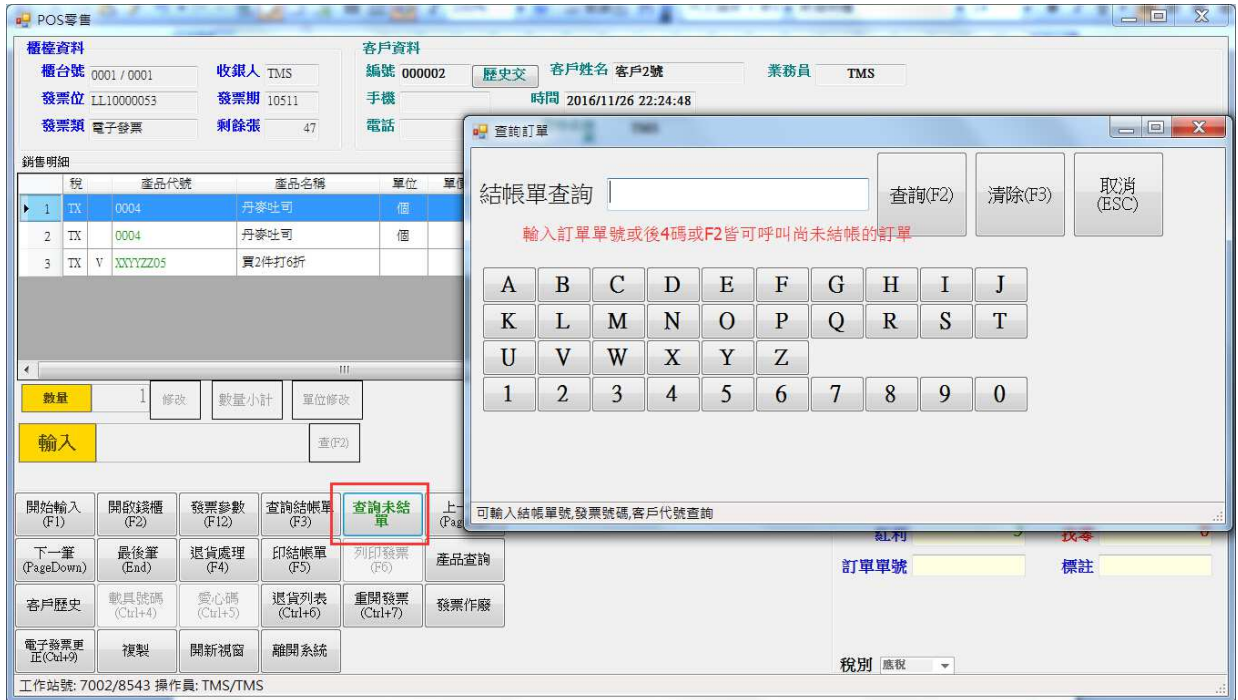 POS零售
櫃檯資料
客戶資料
櫃台號 0001 / 0001 收銀人 TMS 編號 000002 歷史交 客戶姓名 客戶2號 業務員 TMS
發票位 LL10000053 發票期 10511 手機 時間 2016/11/26 22:24:48
發票類 電子發票 剩餘張 47 電話
銷售明細
稅 產品代號 產品名稱 單位
1 TX 0004 丹麥吐司 個
2 TX 0004 丹麥吐司 個
3 TX V XXYYZZ05 買2件打6折
數量 1 修改 數量小計 單位修改
輸入 查(F2)
查詢訂單
結帳單查詢 查詢(F2) 清除(F3) 取消(ESC)
輸入訂單單號或後4碼或F2皆可呼叫尚未結帳的訂單
A B C D E F G H I J
K L M N O P Q R S T
U V W X Y Z
1 2 3 4 5 6 7 8 9 0
可輸入結帳單號,發票號碼,客戶代號查詢
開始輸入(F1) 開啟錢櫃(F2) 發票參數(F12) 查詢結帳單(F3) 查詢未結單
下一筆(PageDown) 最後筆(End) 退貨處理(F4) 印結帳單(F5) 列印發票(F6) 產品查詢
客戶歷史 載具號碼(Ctrl+4) 愛心碼(Ctrl+5) 退貨列表(Ctrl+6) 重開發票(Ctrl+7) 發票作廢
電子發票更正(Ctrl+9) 複製 開新視窗 離開系統
紅利 找零
訂單單號 標註
稅別 應稅
工作站號: 7002/8543 操作員: TMS/TMS